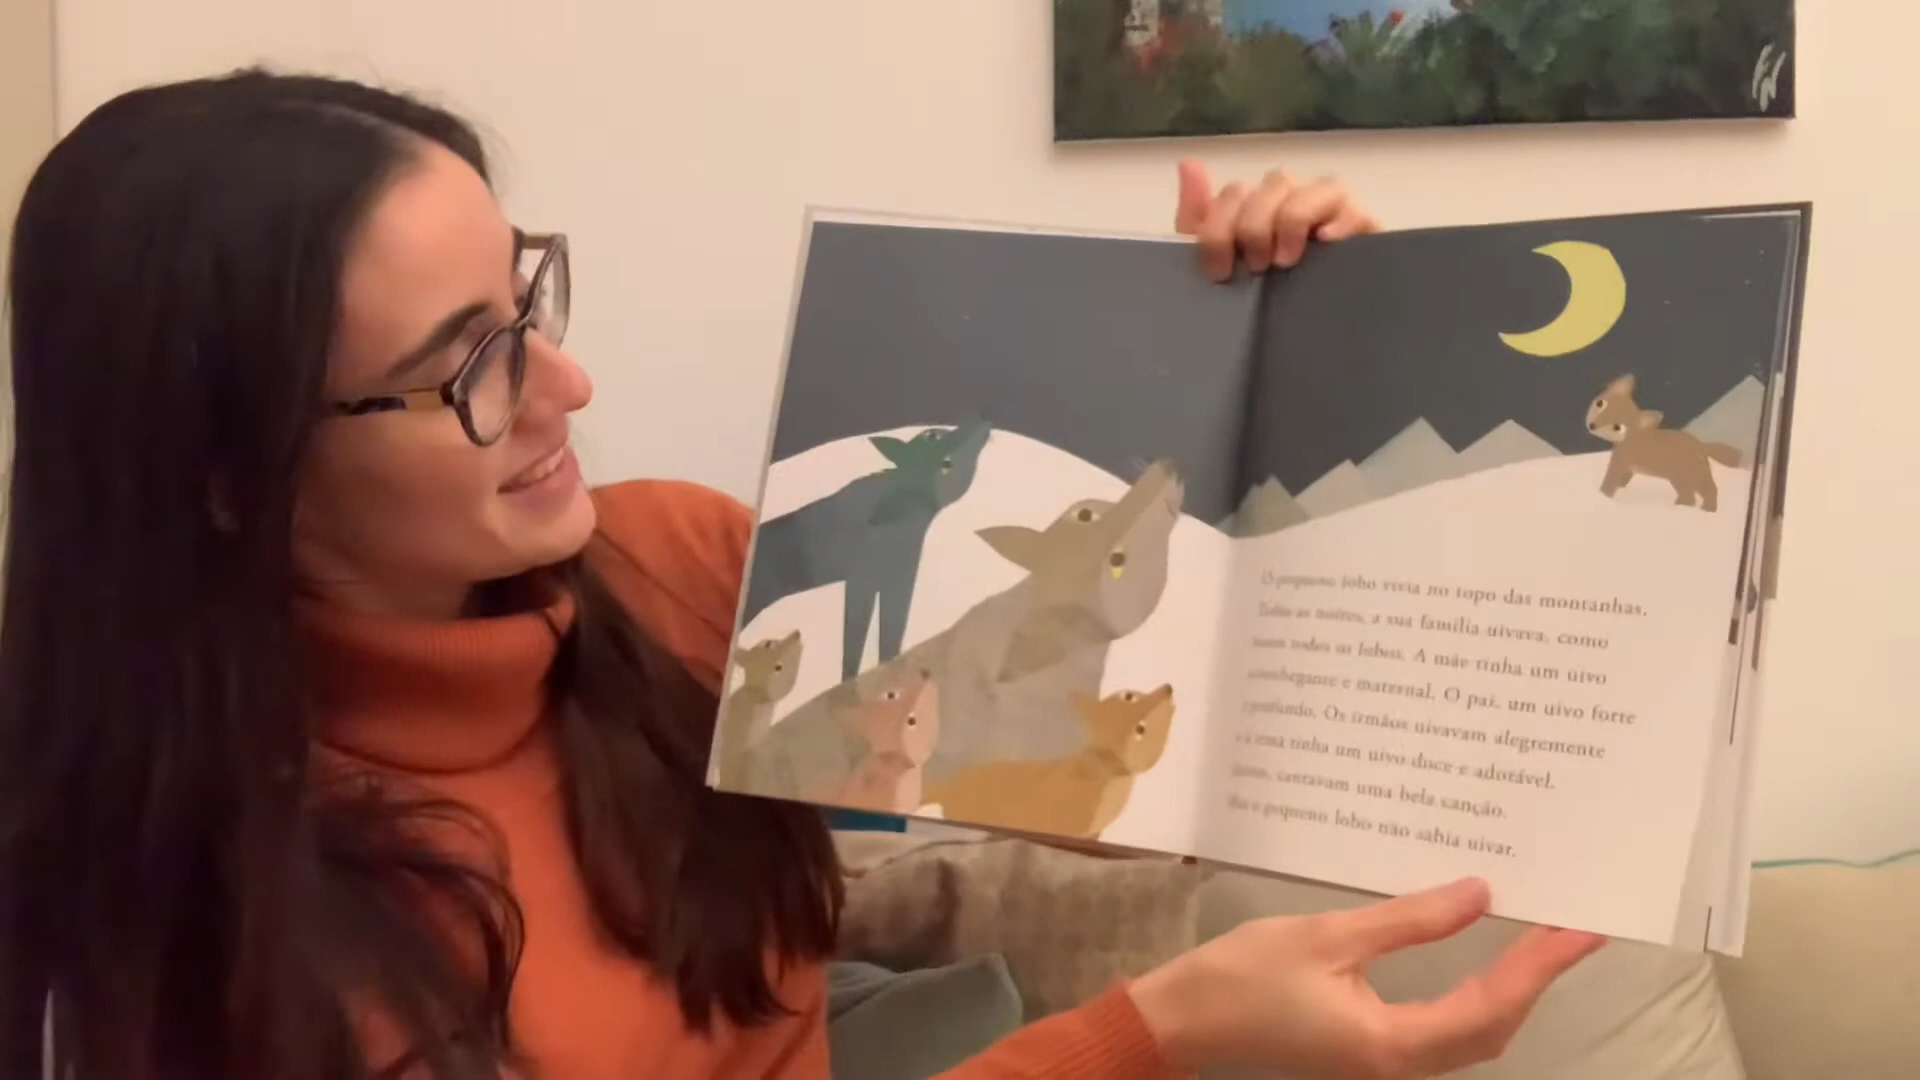 O pequeno lobo vivia no topo das montanhas.
Todas as noites, a sua família uivava, como
todos os lobos. A mãe tinha um uivo
aconchegante e maternal. O pai, um uivo forte
e profundo. Os irmãos uivavam alegremente
e a irmã tinha um uivo doce e adorável.
cantavam uma bela canção.
Mas o pequeno lobo não sabia uivar.